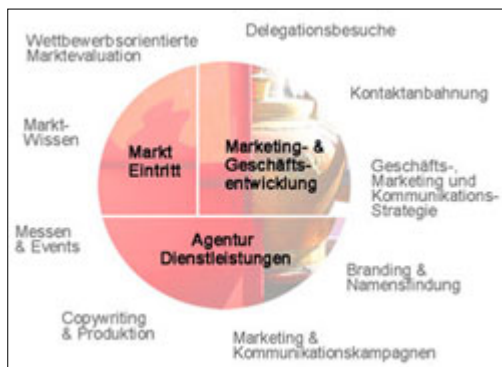 Delegationsbesuche
Wettbewerbsorientierte
Marktevaluation
Kontaktanbahnung
Markt-
Wissen
Markt
Eintritt
Marketing- &
Geschäfts-
entwicklung
Geschäfts-,
Marketing und
Kommunikations-
Strategie
Messen
& Events
Agentur
Dienstleistungen
Branding &
Namensfindung
Copywriting
& Produktion
Marketing &
Kommunikationskampagnen